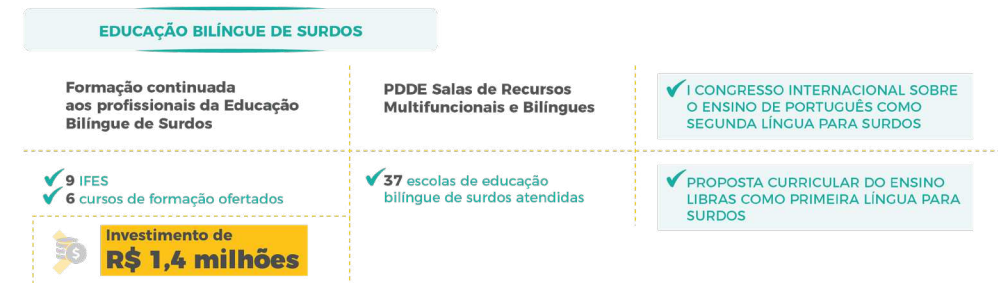 EDUCAÇÃO BILÍNGUE DE SURDOS
Formação continuada
aos profissionais da Educação
Bilíngue de Surdos
9 IFES
6 cursos de formação ofertados
Investimento de
R$ 1,4 milhões
PDDE Salas de Recursos
Multifuncionais e Bilíngues
37 escolas de educação
bilíngue de surdos atendidas
I CONGRESSO INTERNACIONAL SOBRE
O ENSINO DE PORTUGUÊS COMO
SEGUNDA LÍNGUA PARA SURDOS
PROPOSTA CURRICULAR DO ENSINO
LIBRAS COMO PRIMEIRA LÍNGUA PARA
SURDOS